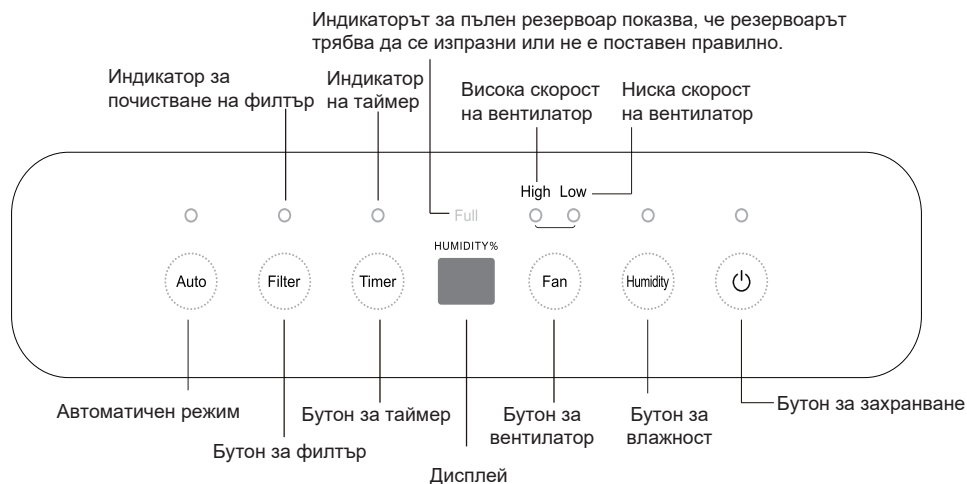 Индикаторът за пълен резервоар показва, че резервоарът
трябва да се изпразни или не е поставен правилно.
Индикатор за
почистване на филтър
Индикатор
на таймер
Висока скорост
на вентилатор
Ниска скорост
на вентилатор
High Low
Full
HUMIDITY%
Auto
Filter
Timer
Fan
Humidity
Автоматичен режим
Бутон за филтър
Бутон за таймер
Дисплей
Бутон за
вентилатор
Бутон за
влажност
Бутон за захранване